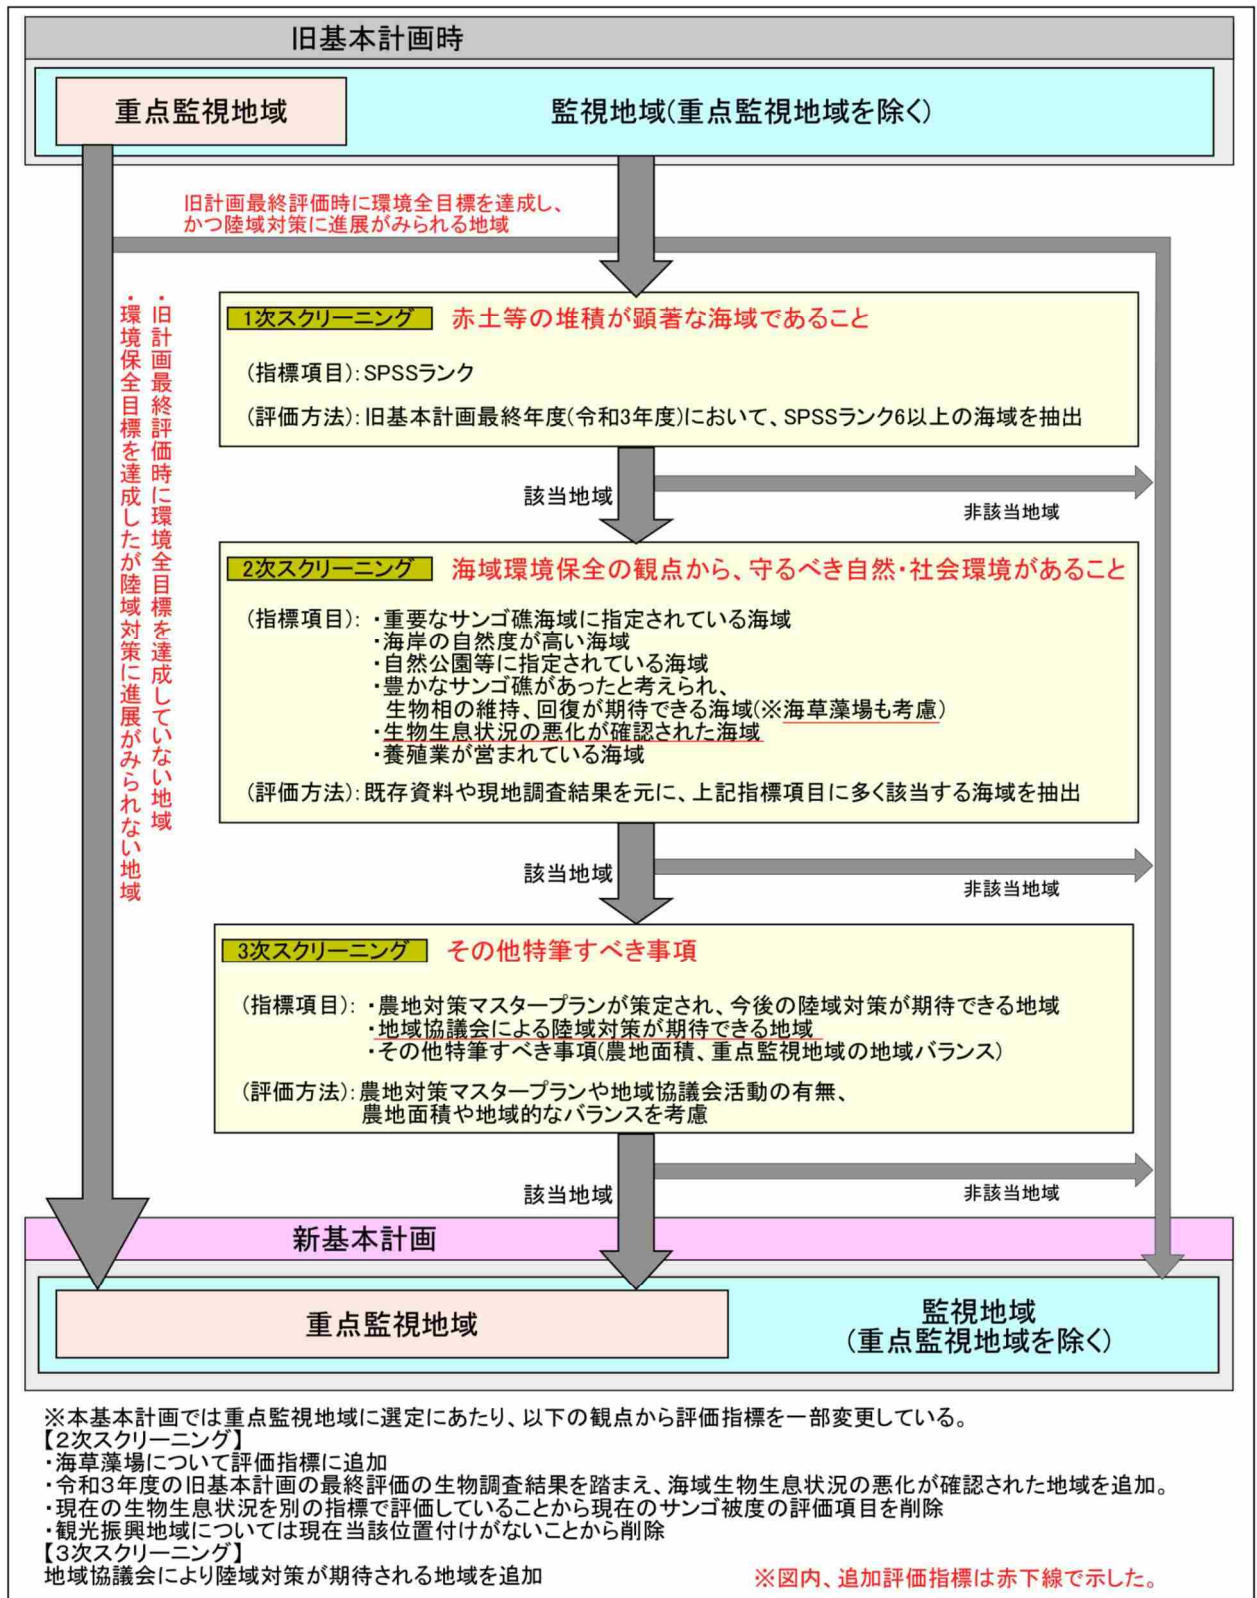 旧基本計画時
重点監視地域
監視地域(重点監視地域を除く)
旧計画最終評価時に環境全目標を達成し、
かつ陸域対策に進展がみられる地域
・旧計画最終評価時に環境全目標を達成していない地域
・環境保全目標を達成したが陸域対策に進展がみられない地域
1次スクリーニング 赤土等の堆積が顕著な海域であること
(指標項目):SPSSランク
(評価方法):旧基本計画最終年度(令和3年度)において、SPSSランク6以上の海域を抽出
該当地域
非該当地域
2次スクリーニング 海域環境保全の観点から、守るべき自然・社会環境があること
(指標項目):・重要なサンゴ礁海域に指定されている海域
・海岸の自然度が高い海域
・自然公園等に指定されている海域
・豊かなサンゴ礁があったと考えられ、
生物相の維持、回復が期待できる海域(※海草藻場も考慮)
・生物生息状況の悪化が確認された海域
・養殖業が営まれている海域
(評価方法):既存資料や現地調査結果を元に、上記指標項目に多く該当する海域を抽出
該当地域
非該当地域
3次スクリーニング その他特筆すべき事項
(指標項目):・農地対策マスタープランが策定され、今後の陸域対策が期待できる地域
・地域協議会による陸域対策が期待できる地域
・その他特筆すべき事項(農地面積、重点監視地域の地域バランス)
(評価方法):農地対策マスタープランや地域協議会活動の有無、
農地面積や地域的なバランスを考慮
該当地域
非該当地域
新基本計画
重点監視地域
監視地域
(重点監視地域を除く)
※本基本計画では重点監視地域に選定にあたり、以下の観点から評価指標を一部変更している。
【2次スクリーニング】
・海草藻場について評価指標に追加
・令和3年度の旧基本計画の最終評価の生物調査結果を踏まえ、海域生物生息状況の悪化が確認された地域を追加。
・現在の生物生息状況を別の指標で評価していることから現在のサンゴ被度の評価項目を削除
・観光振興地域については現在当該位置付けがないことから削除
【3次スクリーニング】
地域協議会により陸域対策が期待される地域を追加
※図内、追加評価指標は赤下線で示した。